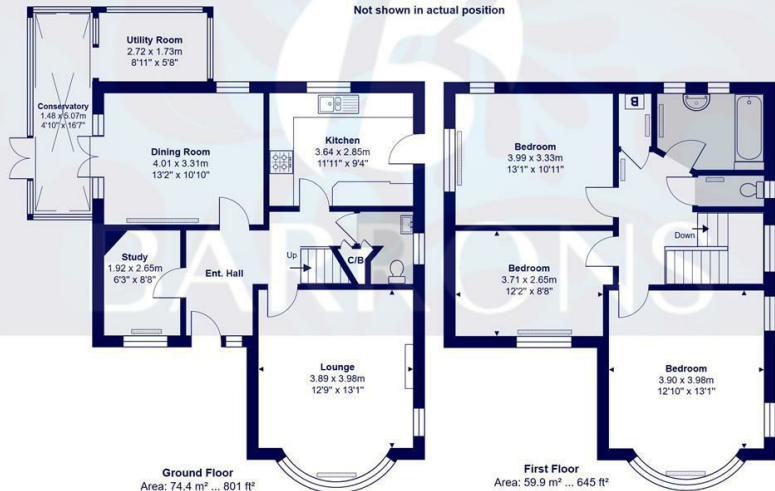 Not shown in actual position
Utility Room
2.72 x 1.73m
8'11" x 5'8"
Conservatory
1.48 x 5.07m
4'10" x 16'7"
Dining Room
4.01 x 3.31m
13'2" x 10'10"
Kitchen
3.64 x 2.85m
11'11" x 9'4"
Study
1.92 x 2.65m
6'3" x 8'8"
Ent. Hall
Up
C/B
Lounge
3.89 x 3.98m
12'9" x 13'1"
Ground Floor
Area: 74.4 m² ... 801 ft²
B
Bedroom
3.99 x 3.33m
13'1" x 10'11"
Down
Bedroom
3.71 x 2.65m
12'2" x 8'8"
Bedroom
3.90 x 3.98m
12'10" x 13'1"
First Floor
Area: 59.9 m² ... 645 ft²
B
BARRONS